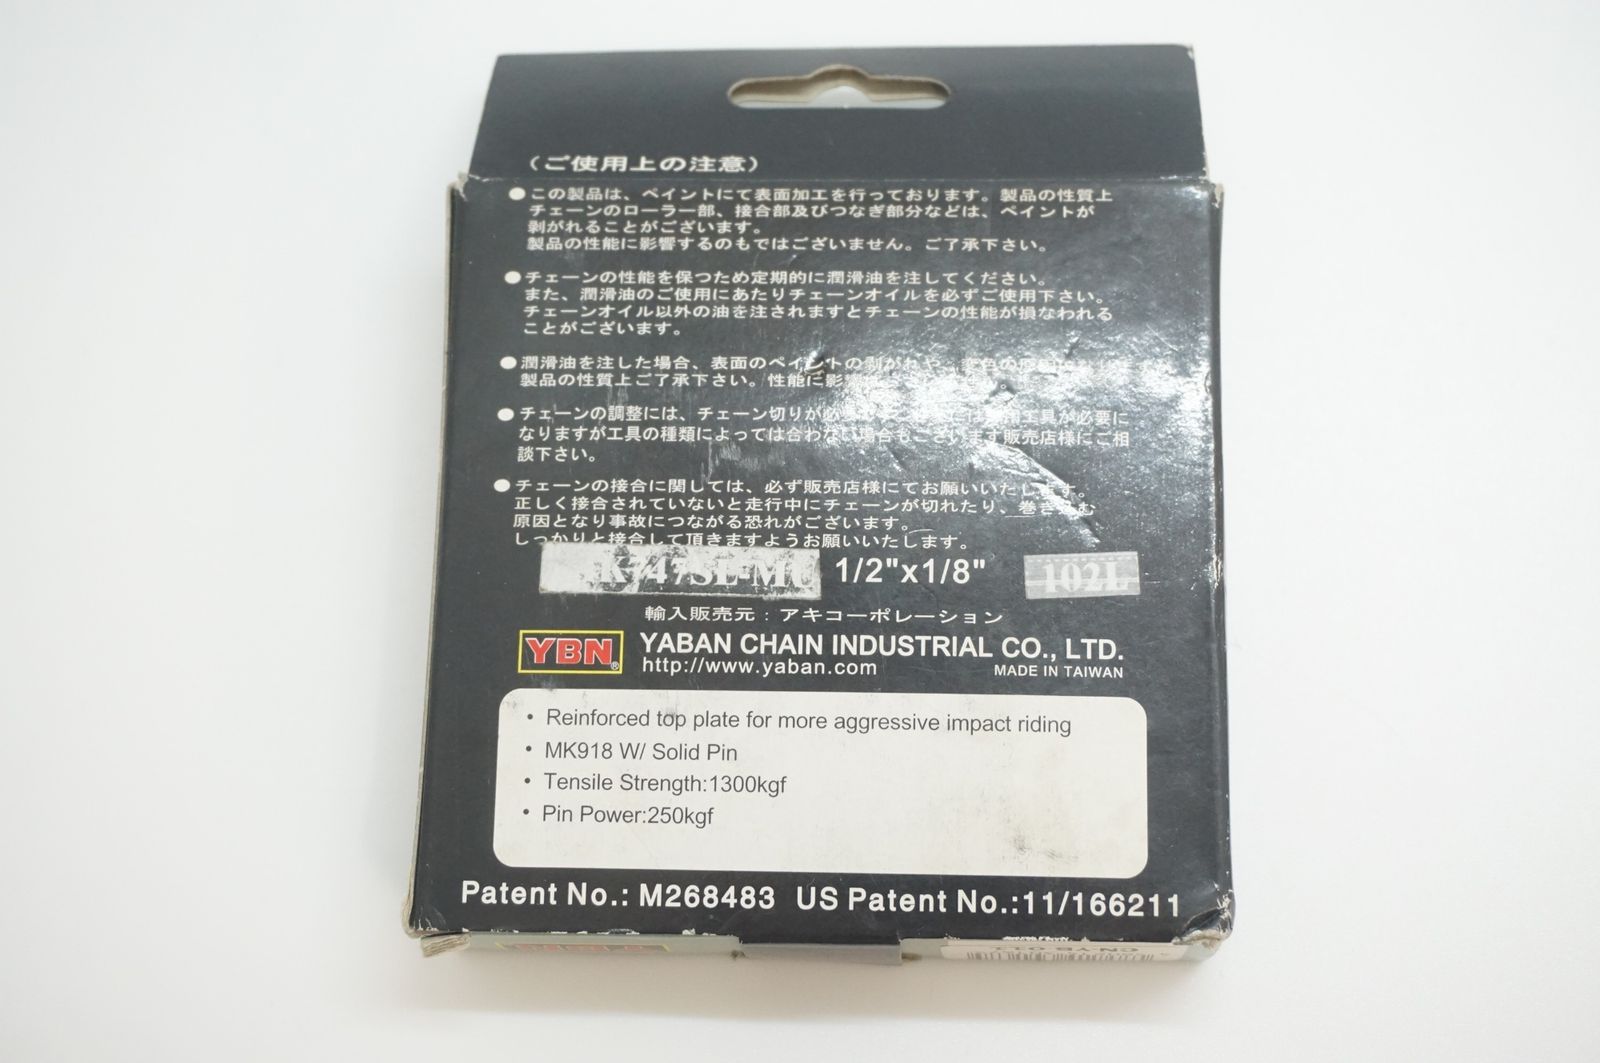 (ご使用上の注意)
●この製品は、ペイントにて表面加工を行っております。製品の性質上
チェーンのローラー部、接合部及びつなぎ部分などは、ペイントが
剥がれることがございます。
製品の性能に影響するのもではございません。ご了承下さい。
●チェーンの性能を保つため定期的に潤滑油を注してください。
また、潤滑油のご使用にあたりチェーンオイルを必ずご使用下さい。
チェーンオイル以外の油を注されますとチェーンの性能が損なわれる
ことがございます。
●潤滑油を注した場合、表面のペイントの剥がれや、変色の
製品の性質上ご了承下さい。性能に影響
●チェーンの調整には、チェーン切りが必要 工具が必要に
なりますが工具の種類によっては合わない場合もございます販売店様にご相
談下さい。
●チェーンの接合に関しては、必ず販売店様にてお願いいたします。
正しく接合されていないと走行中にチェーンが切れたり、巻き込む
原因となり事故につながる恐れがございます。
しっかりと接合して頂きますようお願いいたします。
K747SL-MC 1/2"x1/8" 102L
輸入販売元：アキコーポレーション
YBN® YABAN CHAIN INDUSTRIAL CO., LTD.
http://www.yaban.com MADE IN TAIWAN
• Reinforced top plate for more aggressive impact riding
• MK918 W/ Solid Pin
• Tensile Strength:1300kgf
• Pin Power:250kgf
Patent No.: M268483 US Patent No.:11/166211